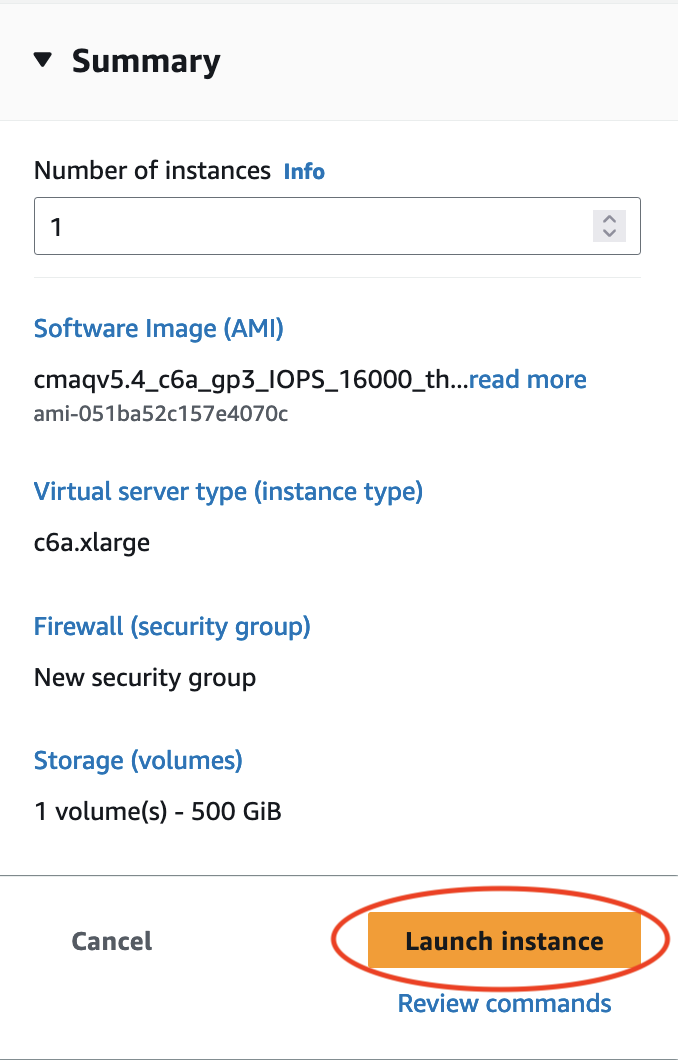 Summary
Number of instances Info
1
Software Image (AMI)
cmaqv5.4_c6a_gp3_IOPS_16000_th...read more
ami-051ba52c157e4070c
Virtual server type (instance type)
c6a.xlarge
Firewall (security group)
New security group
Storage (volumes)
1 volume(s) - 500 GiB
Cancel
Launch instance
Review commands